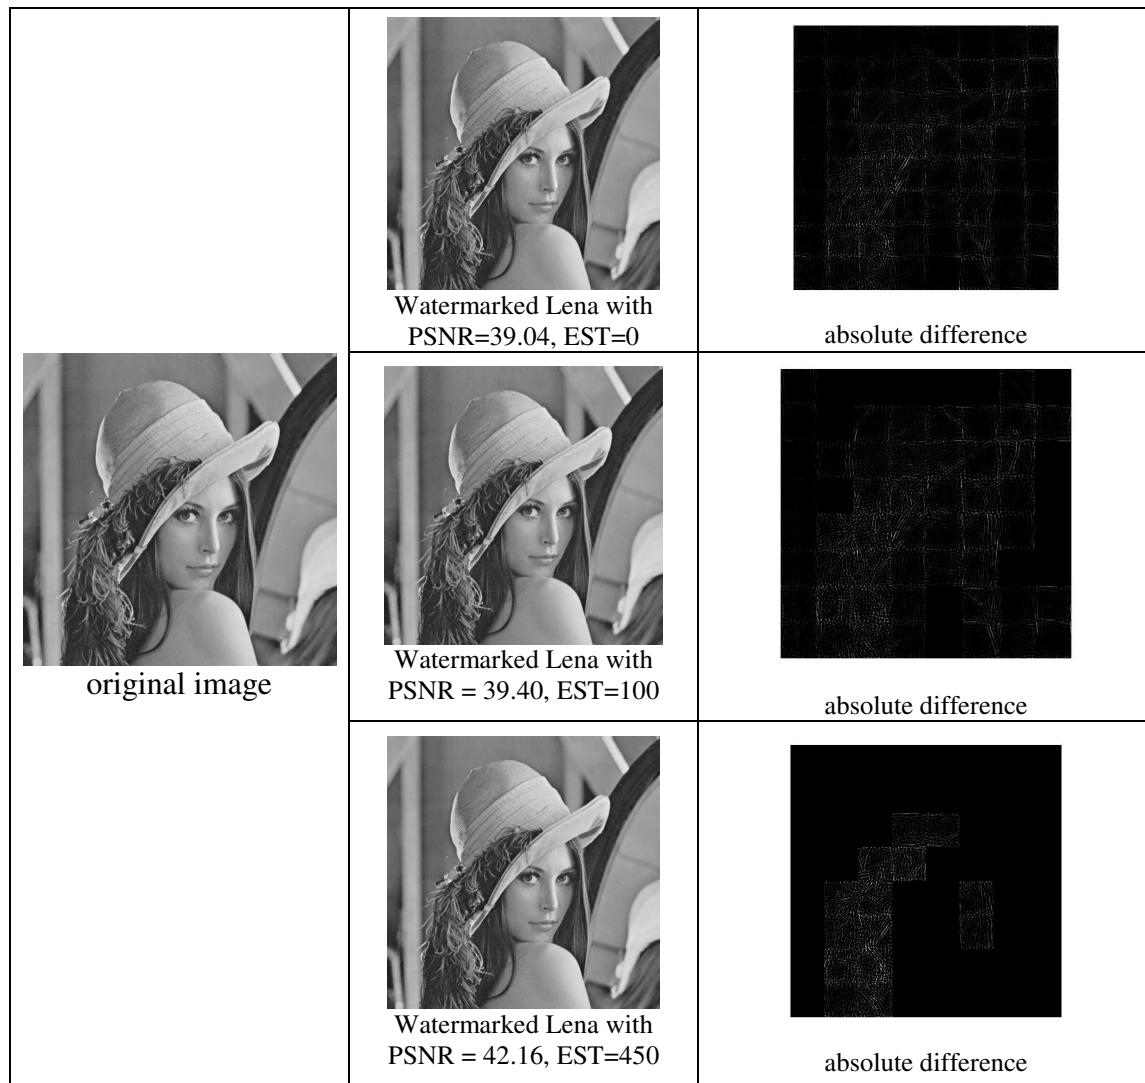 Watermarked Lena with
PSNR=39.04, EST=0
absolute difference
original image
Watermarked Lena with
PSNR = 39.40, EST=100
absolute difference
Watermarked Lena with
PSNR = 42.16, EST=450
absolute difference